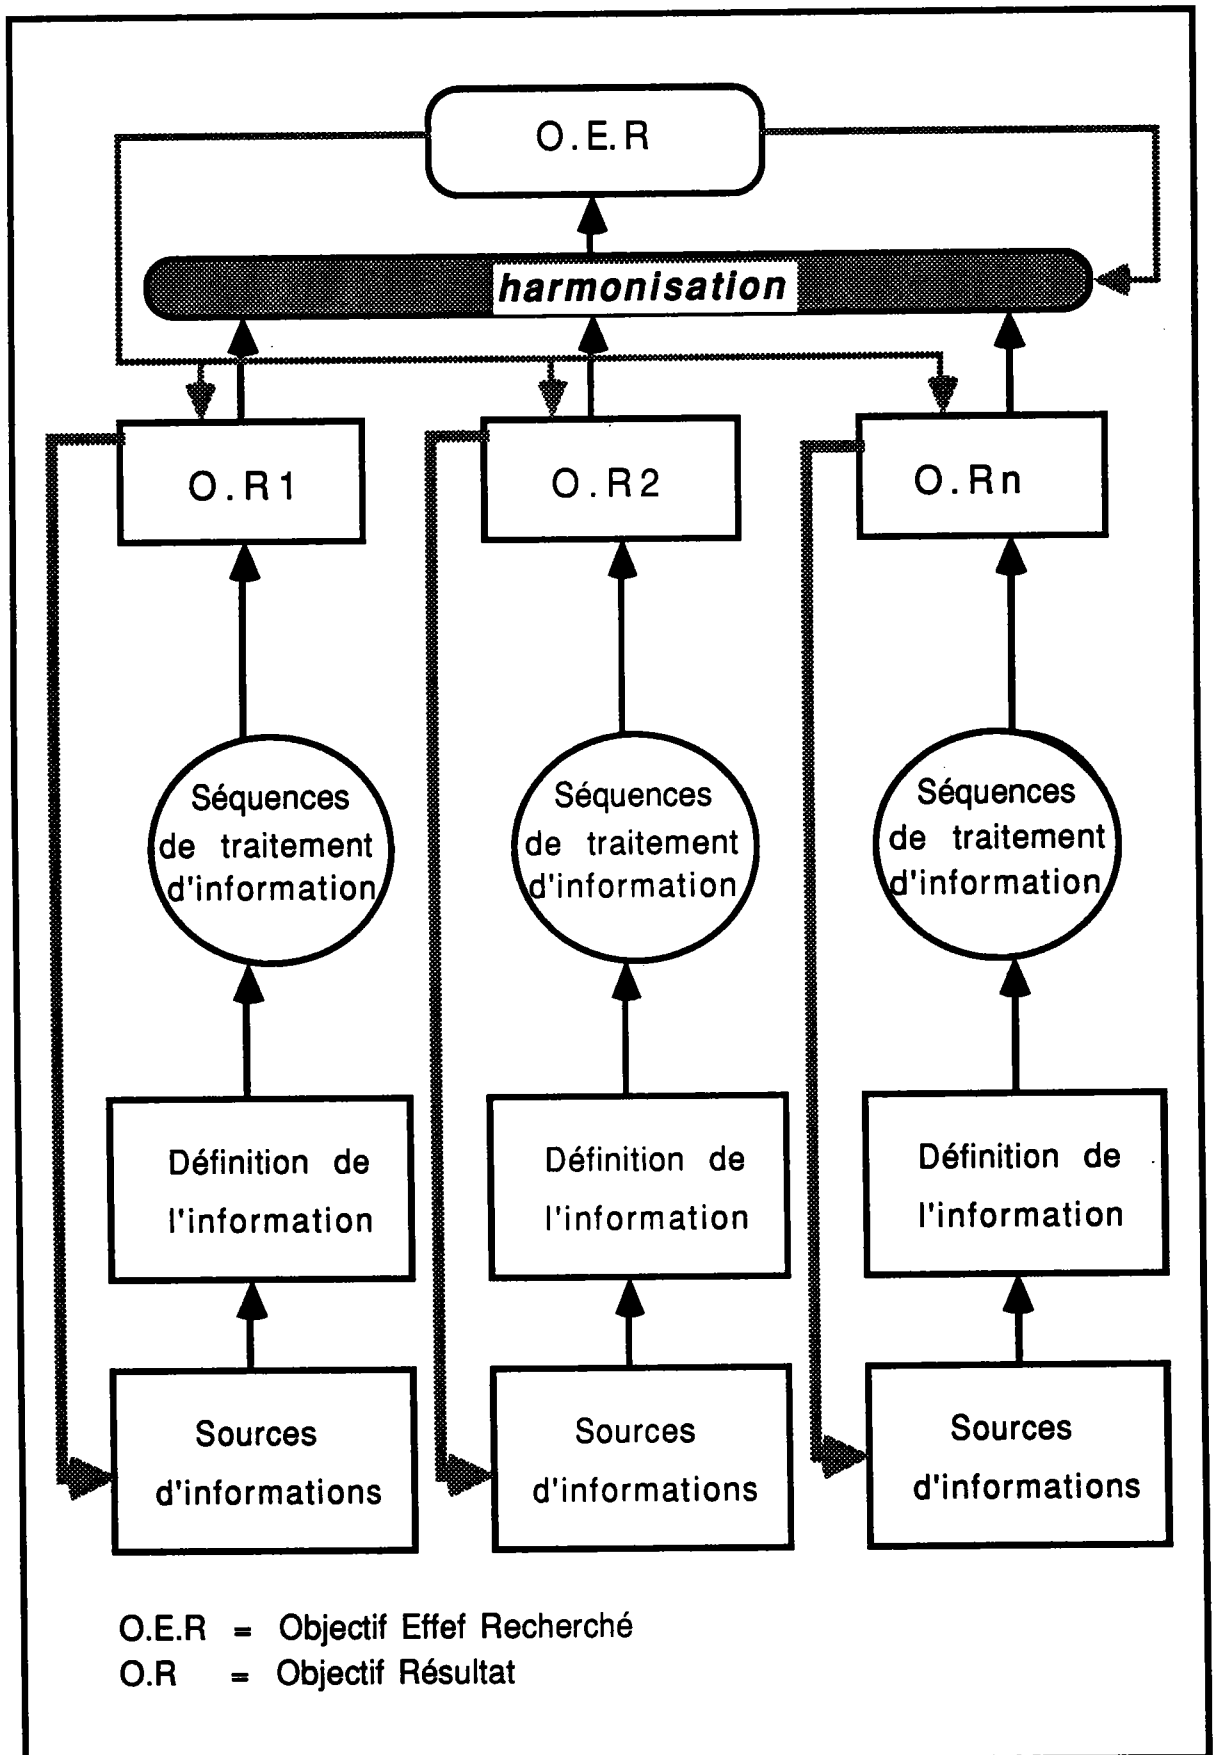 O.E.R
harmonisation
O.R1
O.R2
O.Rn
Séquences
de traitement
d'information
Séquences
de traitement
d'information
Séquences
de traitement
d'information
Définition de
l'information
Définition de
l'information
Définition de
l'information
Sources
d'informations
Sources
d'informations
Sources
d'informations
O.E.R = Objectif Effef Recherché
O.R = Objectif Résultat